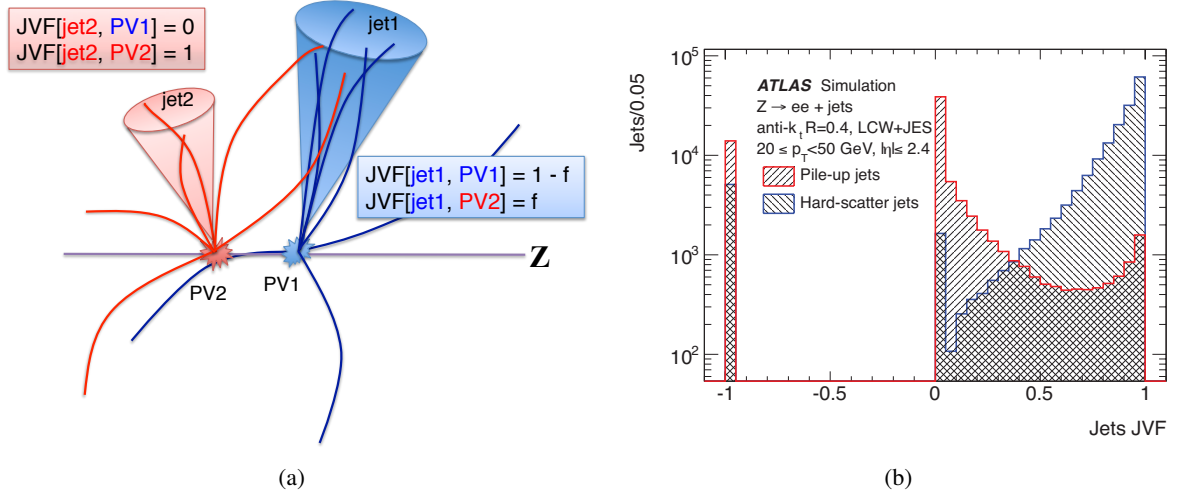 JVF[jet2, PV1] = 0
JVF[jet2, PV2] = 1
jet1
jet2
JVF[jet1, PV1] = 1 - f
JVF[jet1, PV2] = f
Z
PV2
PV1
(a)
Jets/0.05
10⁵
10⁴
10³
10²
ATLAS Simulation
Z → ee + jets
anti-kₜ R=0.4, LCW+JES
20 ≤ p_T<50 GeV, |η|≤ 2.4
Pile-up jets
Hard-scatter jets
-1 -0.5 0 0.5 1
Jets JVF
(b)